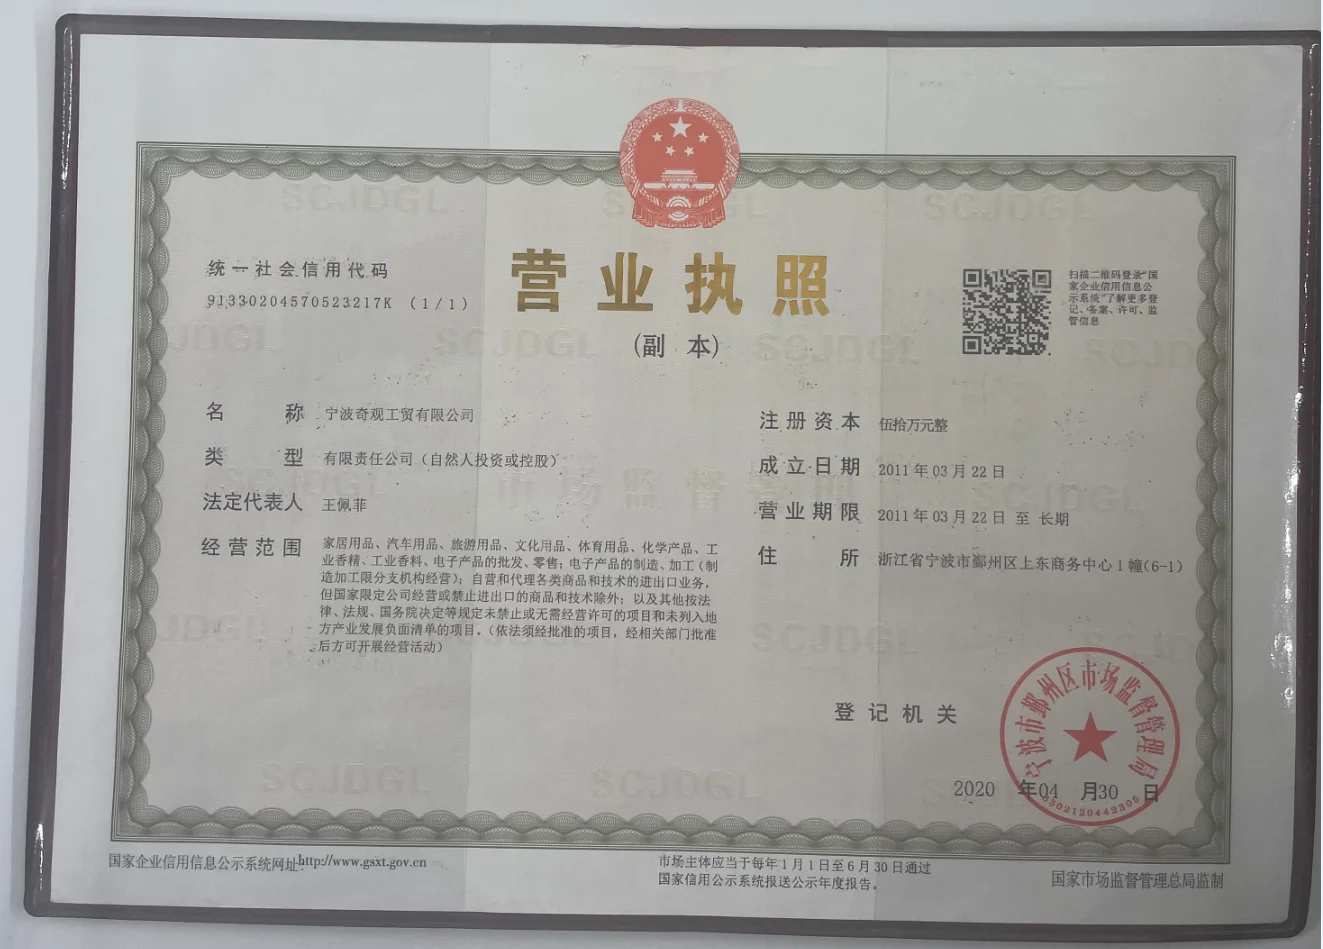 统一社会信用代码
91330204570523217K （1/1）
营业执照
（副 本）
扫描二维码登录“国
家企业信用信息公
示系统”了解更多登
记、备案、许可、监
管信息
名 称 宁波奇观工贸有限公司
类 型 有限责任公司（自然人投资或控股）
法定代表人 王佩菲
经营范围 家居用品、汽车用品、旅游用品、文化用品、体育用品、化学产品、工
业香精、工业香料、电子产品的批发、零售；电子产品的制造、加工（制
造加工限分支机构经营）；自营和代理各类商品和技术的进出口业务，
但国家限定公司经营或禁止进出口的商品和技术除外；以及其他按法
律、法规、国务院决定等规定未禁止或无需经营许可的项目和未列入地
方产业发展负面清单的项目。（依法须经批准的项目，经相关部门批准
后方可开展经营活动）
注册资本 伍拾万元整
成立日期 2011年03月22日
营业期限 2011年03月22日 至 长期
住 所 浙江省宁波市鄞州区上东商务中心1幢(6-1)
登记机关
宁波市鄞州区市场监督管理局
2020 年04 月30 日
3302120442305
国家企业信用信息公示系统网址:http://www.gsxt.gov.cn
市场主体应当于每年1月1日至6月30日通过
国家信用公示系统报送公示年度报告。
国家市场监督管理总局监制
SCJDGL